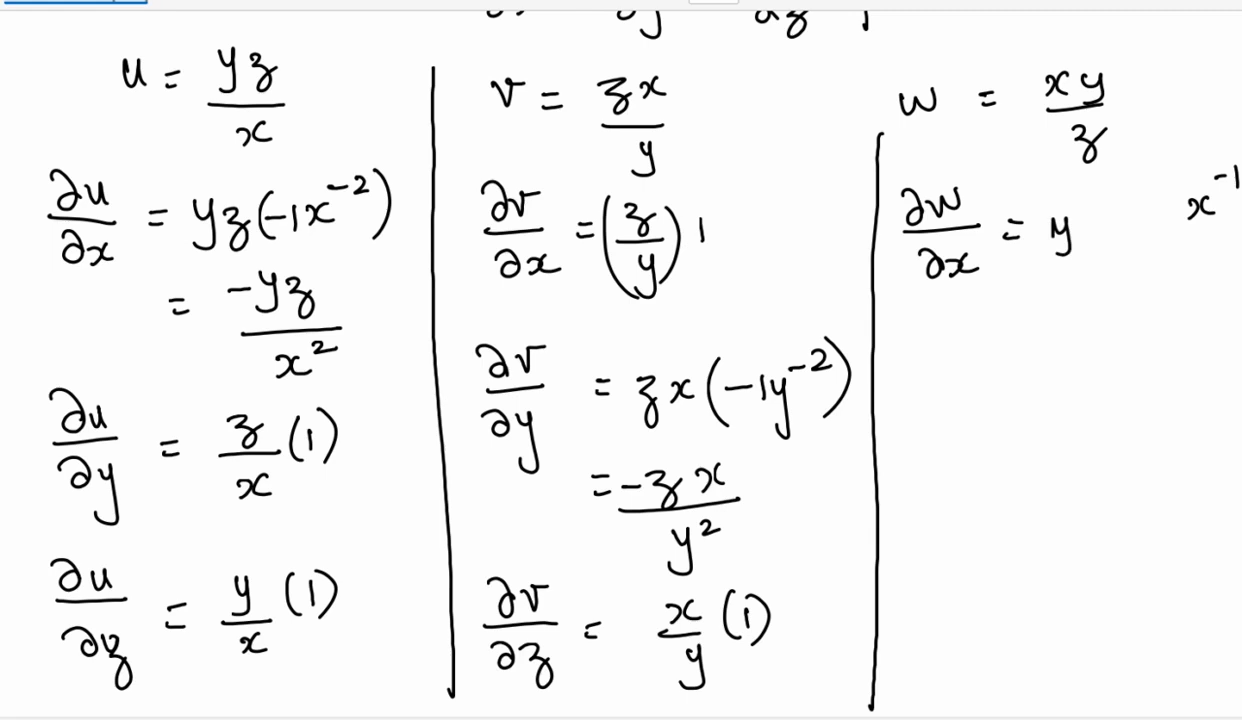 u = yz/x
∂u/∂x = yz(-1x⁻²)
= -yz/x²
∂u/∂y = z/x (1)
∂u/∂z = y/x (1)
v = zx/y
∂v/∂x = (z/y) 1
∂v/∂y = zx(-1y⁻²)
= -zx/y²
∂v/∂z = x/y (1)
w = xy/z
∂w/∂x = y
x⁻¹